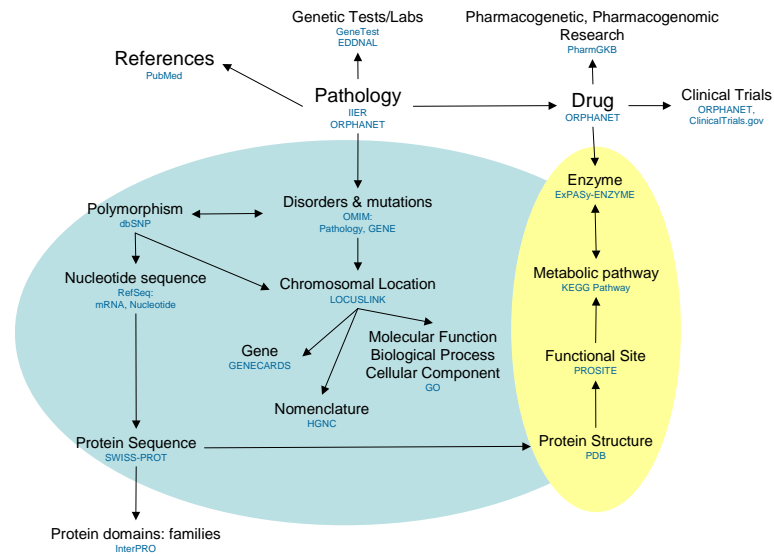 Genetic Tests/Labs
GeneTest
EDDNAL
Pharmacogenetic, Pharmacogenomic
Research
PharmGKB
References
PubMed
Pathology
IIER
ORPHANET
Drug
ORPHANET
Clinical Trials
ORPHANET,
ClinicalTrials.gov
Enzyme
ExPASy-ENZYME
Polymorphism
dbSNP
Disorders & mutations
OMIM:
Pathology, GENE
Nucleotide sequence
RefSeq:
mRNA, Nucleotide
Chromosomal Location
LOCUSLINK
Metabolic pathway
KEGG Pathway
Gene
GENECARDS
Molecular Function
Biological Process
Cellular Component
GO
Functional Site
PROSITE
Nomenclature
HGNC
Protein Sequence
SWISS-PROT
Protein Structure
PDB
Protein domains: families
InterPRO